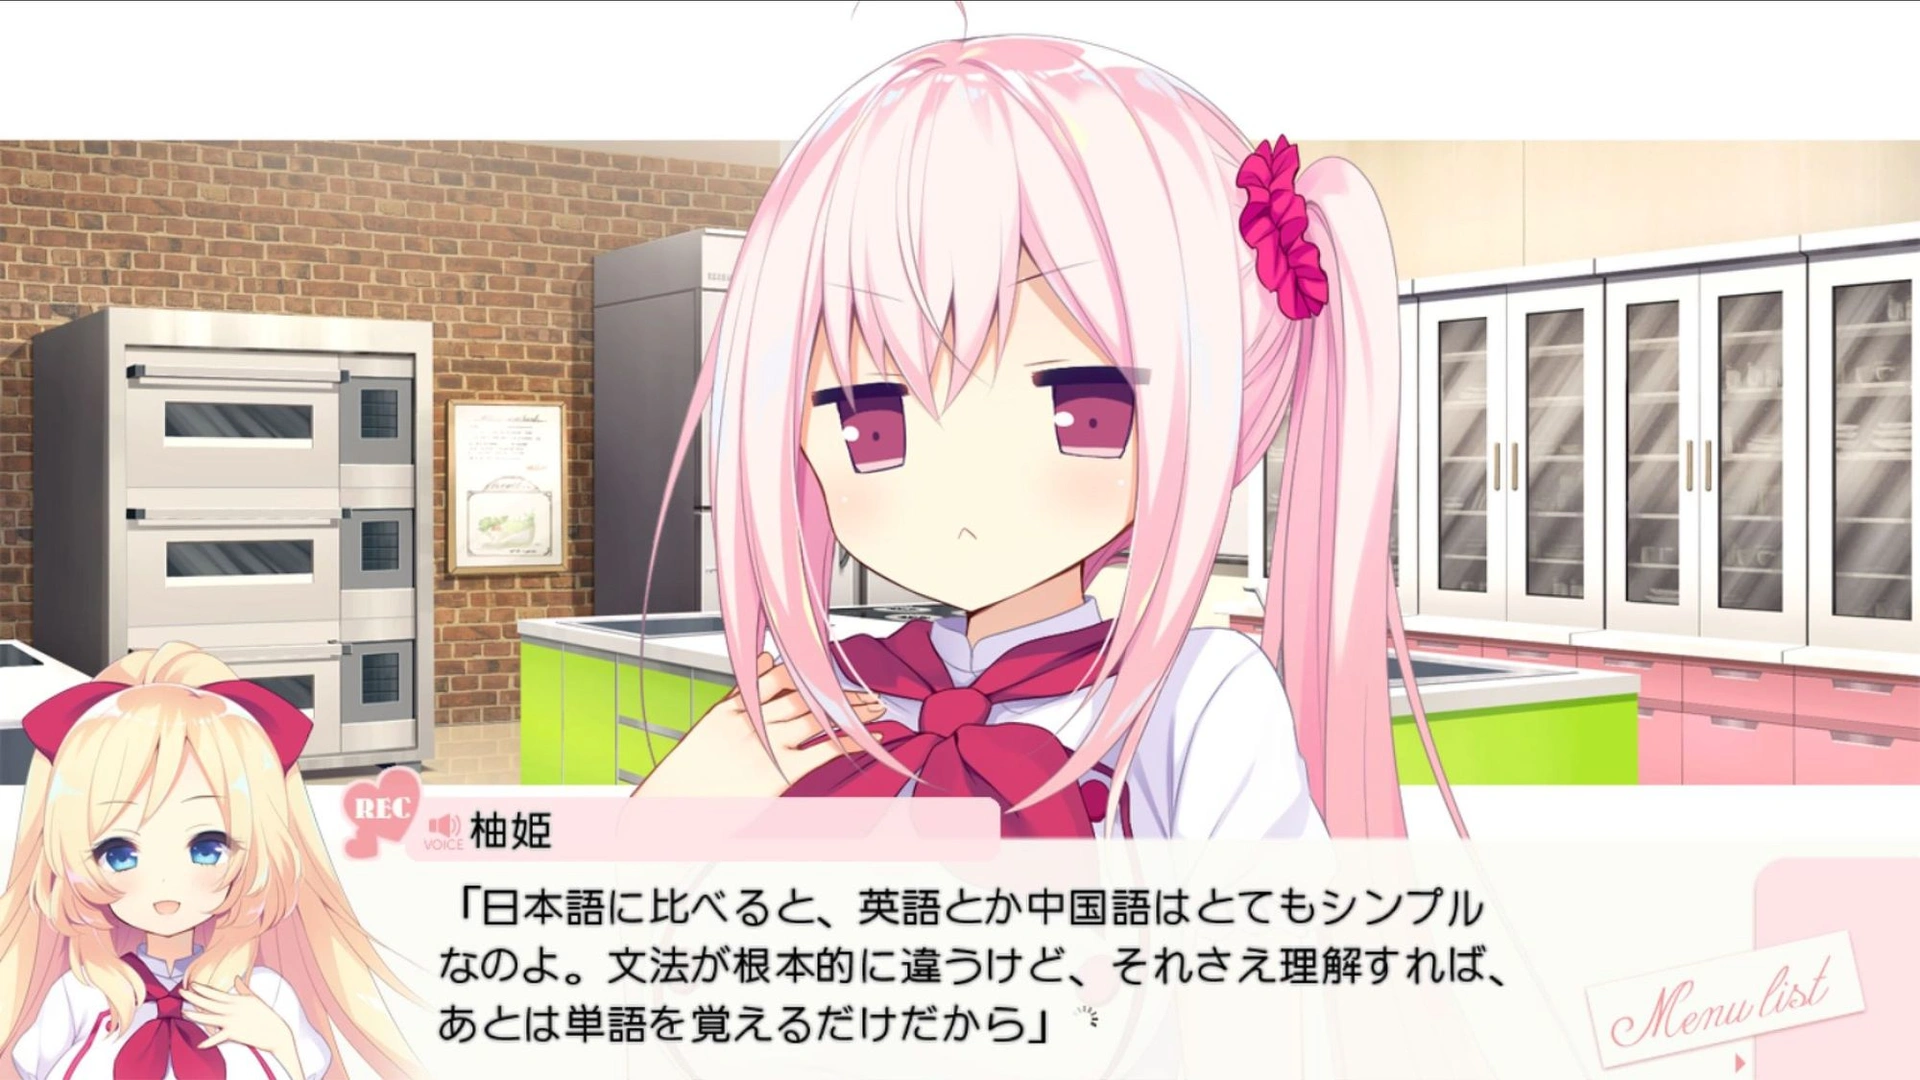 REC
VOICE
柚姫
「日本語に比べると、英語とか中国語はとてもシンプル
なのよ。文法が根本的に違うけど、それさえ理解すれば、
あとは単語を覚えるだけだから」
Menu list